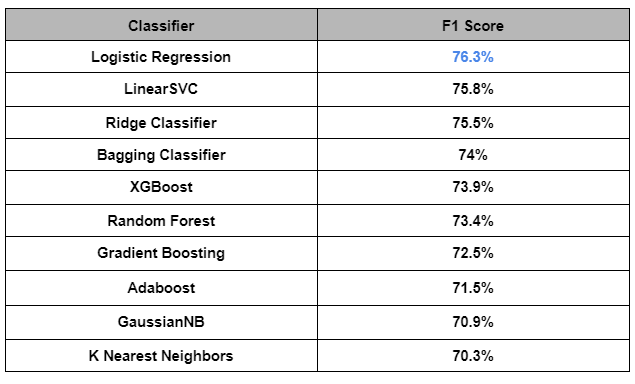 Classifier F1 Score
Logistic Regression 76.3%
LinearSVC 75.8%
Ridge Classifier 75.5%
Bagging Classifier 74%
XGBoost 73.9%
Random Forest 73.4%
Gradient Boosting 72.5%
Adaboost 71.5%
GaussianNB 70.9%
K Nearest Neighbors 70.3%